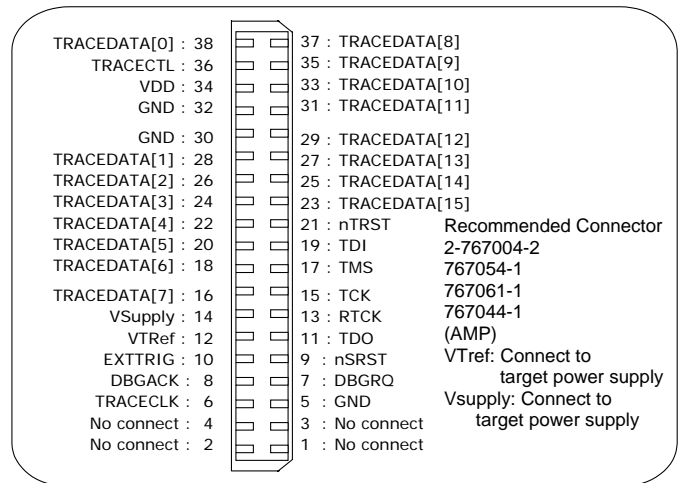 TRACEDATA[0] : 38
TRACECTL : 36
VDD : 34
GND : 32
GND : 30
TRACEDATA[1] : 28
TRACEDATA[2] : 26
TRACEDATA[3] : 24
TRACEDATA[4] : 22
TRACEDATA[5] : 20
TRACEDATA[6] : 18
TRACEDATA[7] : 16
VSupply : 14
VTRef : 12
EXTTRIG : 10
DBGACK : 8
TRACECLK : 6
No connect : 4
No connect : 2
37 : TRACEDATA[8]
35 : TRACEDATA[9]
33 : TRACEDATA[10]
31 : TRACEDATA[11]
29 : TRACEDATA[12]
27 : TRACEDATA[13]
25 : TRACEDATA[14]
23 : TRACEDATA[15]
21 : nTRST
19 : TDI
17 : TMS
15 : TCK
13 : RTCK
11 : TDO
9 : nSRST
7 : DBGRQ
5 : GND
3 : No connect
1 : No connect
Recommended Connector
2-767004-2
767054-1
767061-1
767044-1
(AMP)
VTref: Connect to
target power supply
Vsupply: Connect to
target power supply